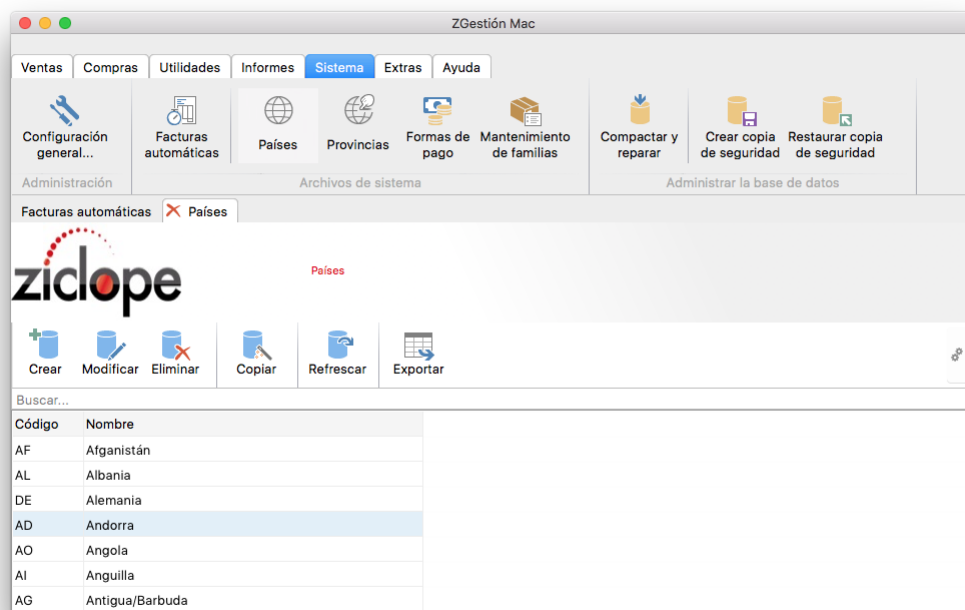 ZGestión Mac
Ventas Compras Utilidades Informes Sistema Extras Ayuda
Configuración general...
Facturas automáticas
Países
Provincias
Formas de pago
Mantenimiento de familias
Compactar y reparar
Crear copia de seguridad
Restaurar copia de seguridad
Administración
Archivos de sistema
Administrar la base de datos
Facturas automáticas Países
ziclope
Países
Crear Modificar Eliminar Copiar Refrescar Exportar
Buscar...
Código Nombre
AF Afganistán
AL Albania
DE Alemania
AD Andorra
AO Angola
AI Anguilla
AG Antigua/Barbuda